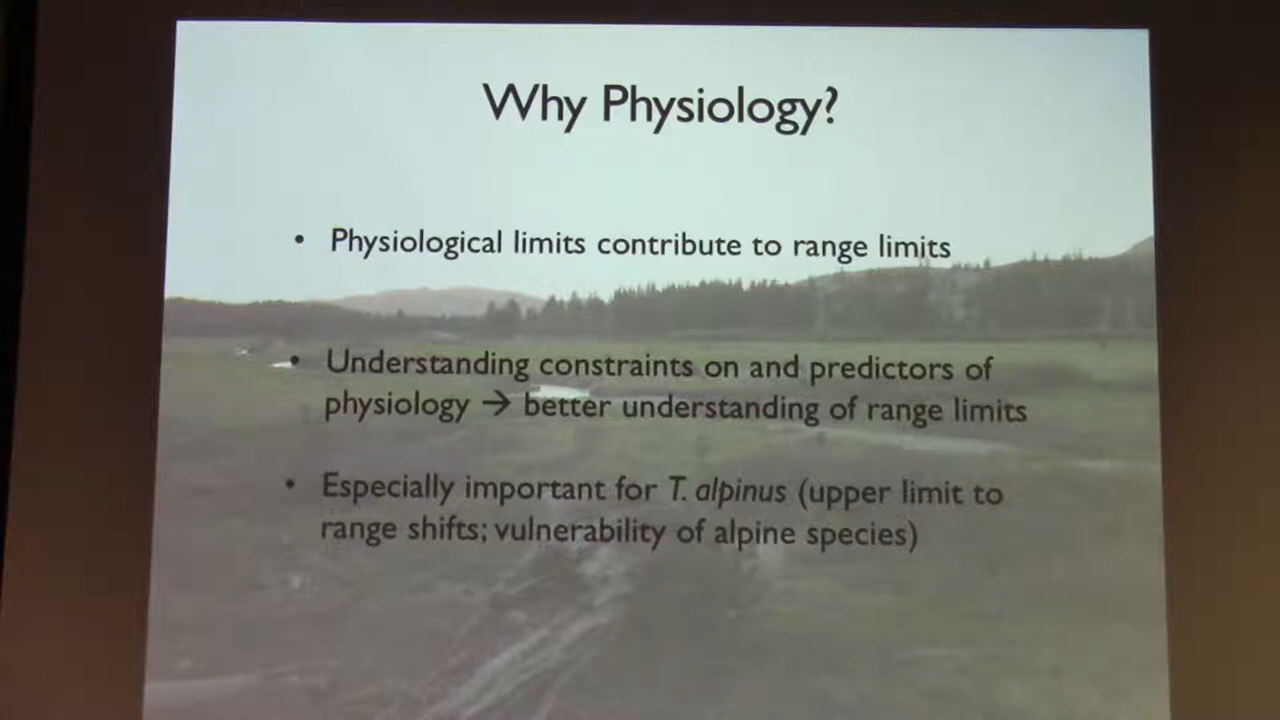 Why Physiology?
• Physiological limits contribute to range limits
• Understanding constraints on and predictors of
physiology → better understanding of range limits
• Especially important for T. alpinus (upper limit to
range shifts; vulnerability of alpine species)